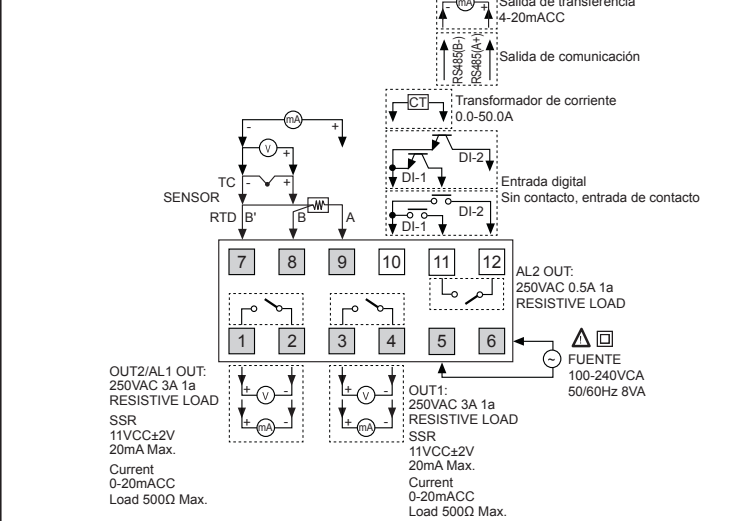 - mA + Salida de transferencia
4-20mACC
RS485(B-)
RS485(A+)
Salida de comunicación
CT
Transformador de corriente
0.0-50.0A
- mA +
V +
DI-2
DI-1
Entrada digital
Sin contacto, entrada de contacto
TC - +
SENSOR
RTD B' B A
DI-2
DI-1
7 8 9 10 11 12
AL2 OUT:
250VAC 0.5A 1a
RESISTIVE LOAD
1 2 3 4 5 6
~
FUENTE
100-240VCA
50/60Hz 8VA
OUT2/AL1 OUT:
250VAC 3A 1a
RESISTIVE LOAD
SSR
11VCC±2V
20mA Max.
Current
0-20mACC
Load 500Ω Max.
+ V -
+ mA -
+ V -
+ mA -
OUT1:
250VAC 3A 1a
RESISTIVE LOAD
SSR
11VCC±2V
20mA Max.
Current
0-20mACC
Load 500Ω Max.